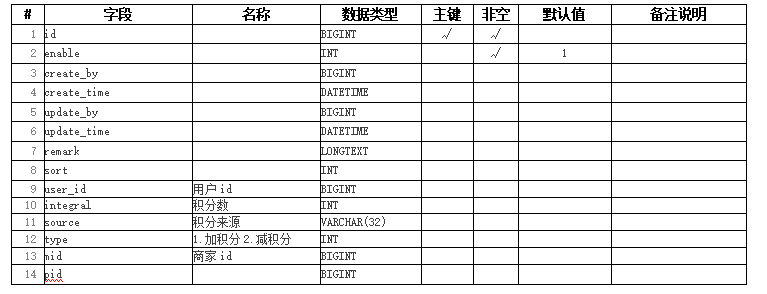 # 字段 名称 数据类型 主键 非空 默认值 备注说明
1 id BIGINT √ √
2 enable INT √ 1
3 create_by BIGINT
4 create_time DATETIME
5 update_by BIGINT
6 update_time DATETIME
7 remark LONGTEXT
8 sort INT
9 user_id 用户id BIGINT
10 integral 积分数 INT
11 source 积分来源 VARCHAR(32)
12 type 1.加积分2.减积分 INT
13 mid 商家id BIGINT
14 pid BIGINT